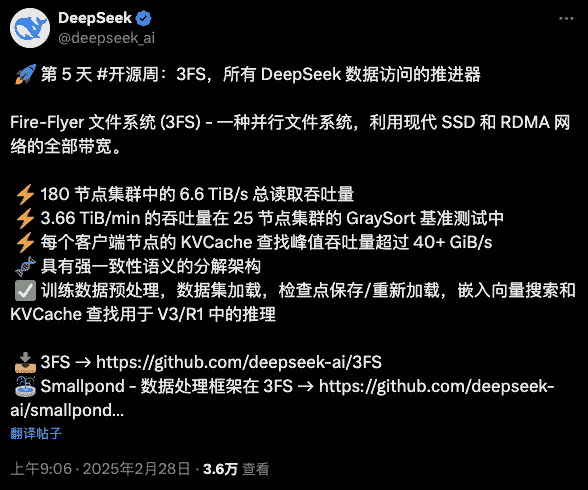 DeepSeek
@deepseek_ai
🚀 第 5 天 #开源周：3FS，所有 DeepSeek 数据访问的推进器
Fire-Flyer 文件系统 (3FS) - 一种并行文件系统，利用现代 SSD 和 RDMA 网
络的全部带宽。
⚡ 180 节点集群中的 6.6 TiB/s 总读取吞吐量
⚡ 3.66 TiB/min 的吞吐量在 25 节点集群的 GraySort 基准测试中
⚡ 每个客户端节点的 KVCache 查找峰值吞吐量超过 40+ GiB/s
🧬 具有强一致性语义的分解架构
✅ 训练数据预处理，数据集加载，检查点保存/重新加载，嵌入向量搜索和
KVCache 查找用于 V3/R1 中的推理
📥 3FS → https://github.com/deepseek-ai/3FS
⛲ Smallpond - 数据处理框架在 3FS → https://github.com/deepseek-
ai/smallpond...
翻译帖子
上午9:06 · 2025年2月28日 · 3.6万 查看